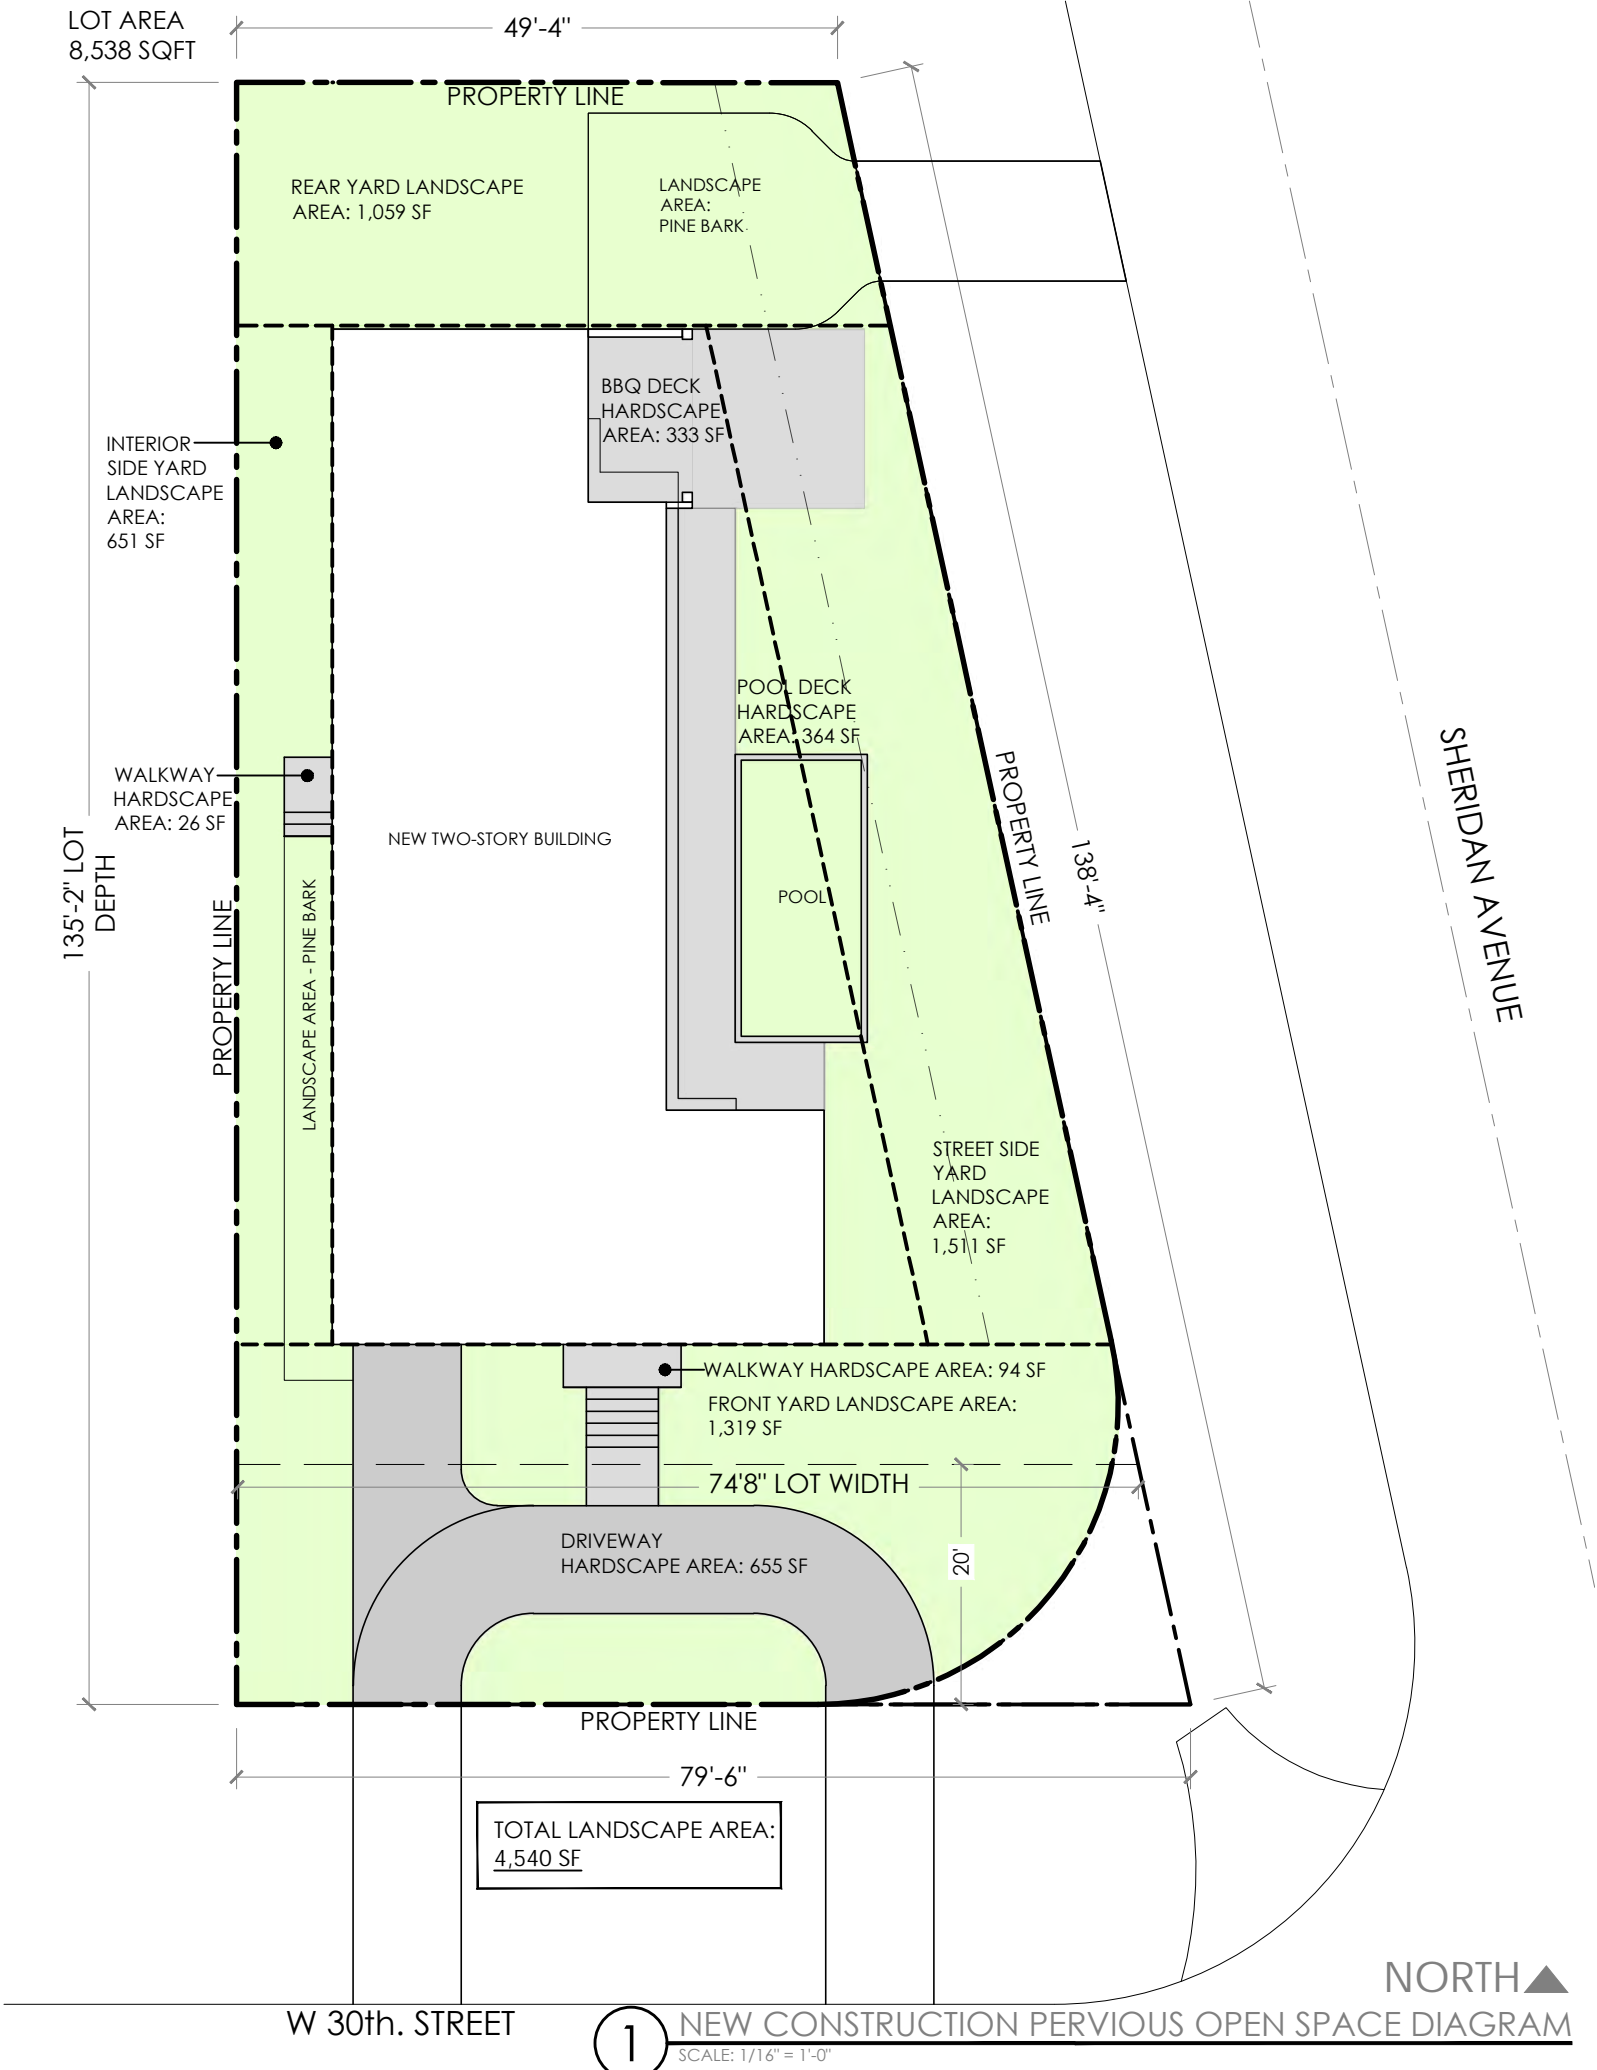 LOT AREA
8,538 SQFT
49'-4"
PROPERTY LINE
REAR YARD LANDSCAPE
AREA: 1,059 SF
LANDSCAPE
AREA:
PINE BARK
BBQ DECK
HARDSCAPE
AREA: 333 SF
INTERIOR
SIDE YARD
LANDSCAPE
AREA:
651 SF
POOL DECK
HARDSCAPE
AREA: 364 SF
WALKWAY
HARDSCAPE
AREA: 26 SF
NEW TWO-STORY BUILDING
POOL
PROPERTY LINE
138'-4"
SHERIDAN AVENUE
135'-2" LOT
DEPTH
PROPERTY LINE
LANDSCAPE AREA - PINE BARK
STREET SIDE
YARD
LANDSCAPE
AREA:
1,511 SF
WALKWAY HARDSCAPE AREA: 94 SF
FRONT YARD LANDSCAPE AREA:
1,319 SF
74'8" LOT WIDTH
DRIVEWAY
HARDSCAPE AREA: 655 SF
20'
PROPERTY LINE
79'-6"
TOTAL LANDSCAPE AREA:
4,540 SF
NORTH
W 30th. STREET
1
NEW CONSTRUCTION PERVIOUS OPEN SPACE DIAGRAM
SCALE: 1/16" = 1'-0"